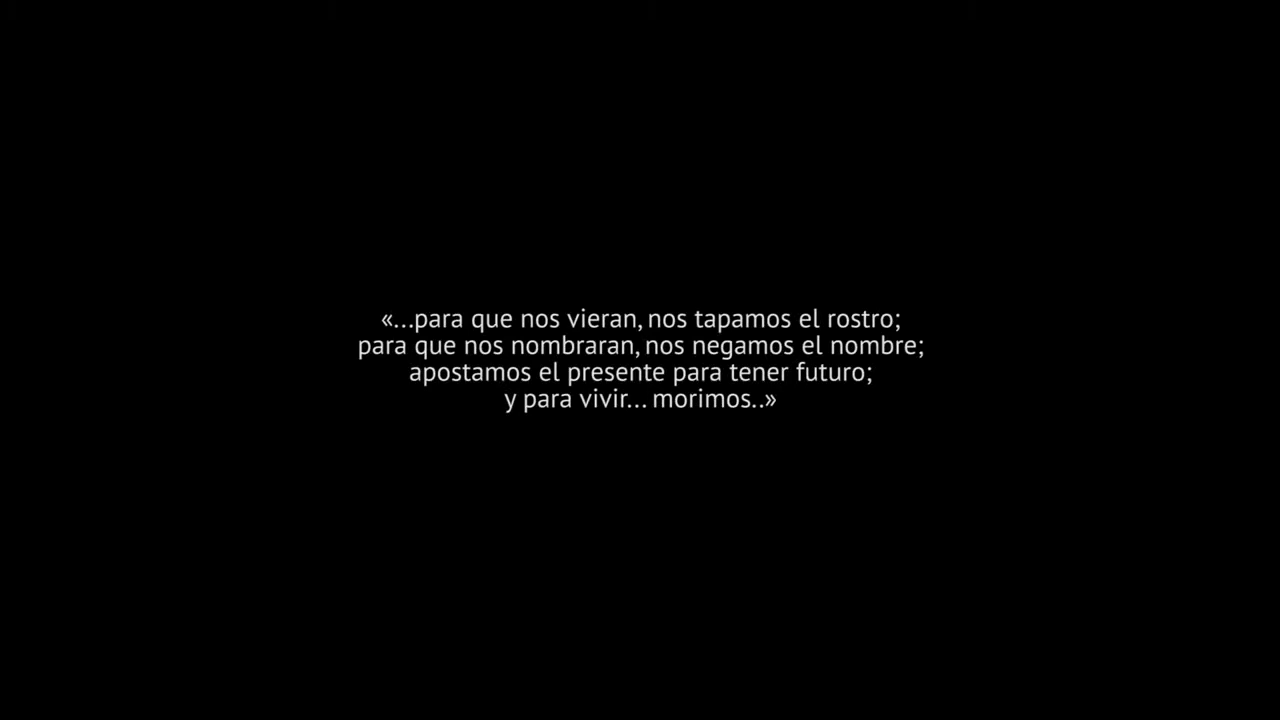 «...para que nos vieran, nos tapamos el rostro;
para que nos nombraran, nos negamos el nombre;
apostamos el presente para tener futuro;
y para vivir... morimos..»